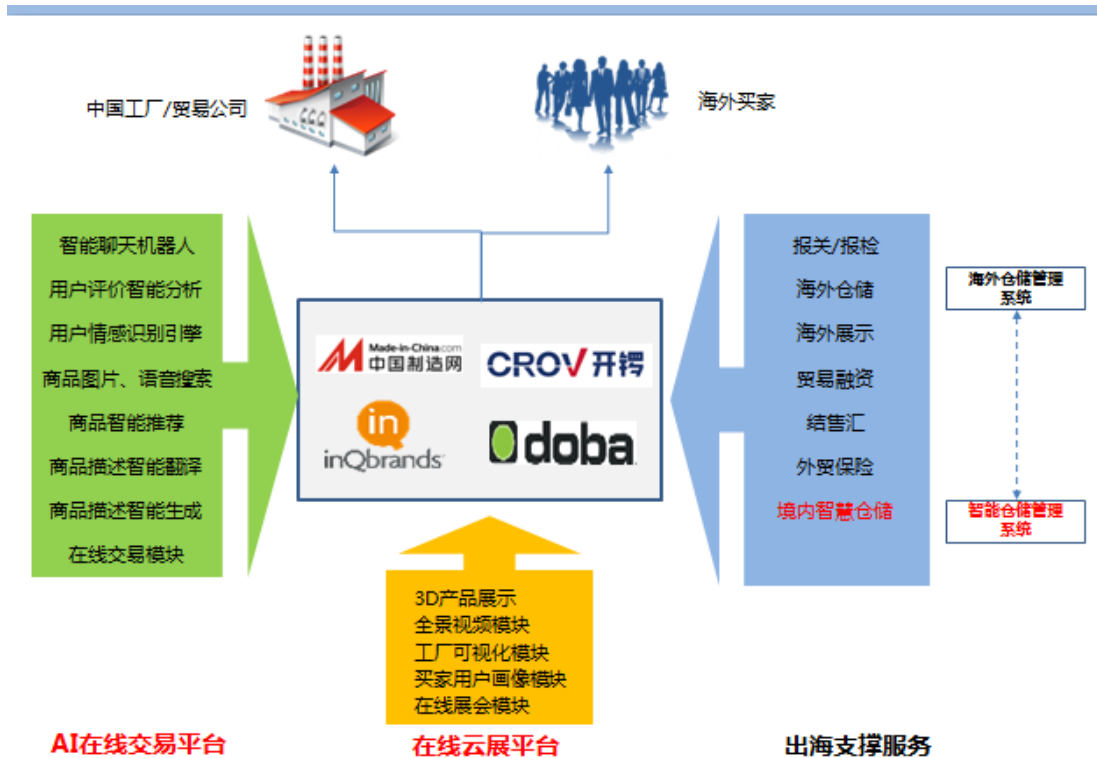 中国工厂/贸易公司
海外买家
智能聊天机器人
用户评价智能分析
用户情感识别引擎
商品图片、语音搜索
商品智能推荐
商品描述智能翻译
商品描述智能生成
在线交易模块
Made-in-China.com
中国制造网
CROV 开锣
in
inQbrands
doba
报关/报检
海外仓储
海外展示
贸易融资
结售汇
外贸保险
境内智慧仓储
海外仓储管理
系统
智能仓储管理
系统
3D产品展示
全景视频模块
工厂可视化模块
买家用户画像模块
在线展会模块
AI在线交易平台
在线云展平台
出海支撑服务